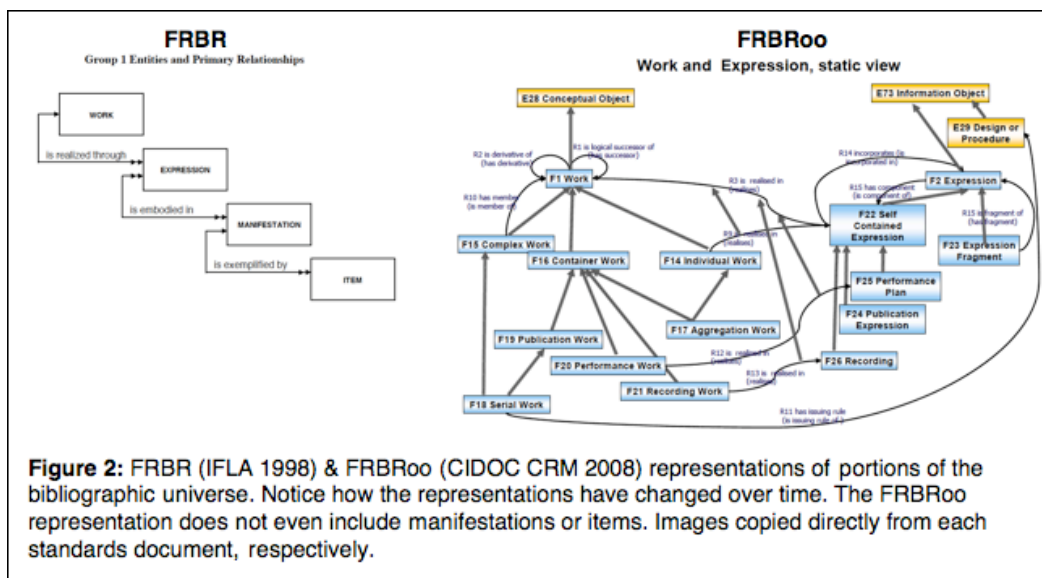 FRBR
Group 1 Entities and Primary Relationships
WORK
is realized through
EXPRESSION
is embodied in
MANIFESTATION
is exemplified by
ITEM
FRBRoo
Work and Expression, static view
E28 Conceptual Object
E73 Information Object
E29 Design or
Procedure
R2 is derivative of
(has derivative)
R1 is logical successor of
(has successor)
R14 incorporates (is
incorporated in)
F1 Work
R3 is realised in
(realises)
F2 Expression
R10 has member
(is member of)
R15 has component
(is component of)
F22 Self
Contained
Expression
R15 is fragment of
(has fragment)
R9 is realised in
(realises)
F15 Complex Work
F16 Container Work
F14 Individual Work
F23 Expression
Fragment
F25 Performance
Plan
F24 Publication
Expression
F17 Aggregation Work
F19 Publication Work
R12 is realised in
(realises)
F20 Performance Work
R13 is realised in
(realises)
F26 Recording
F21 Recording Work
F18 Serial Work
R11 has issuing rule
(is issuing rule of )
Figure 2: FRBR (IFLA 1998) & FRBRoo (CIDOC CRM 2008) representations of portions of the
bibliographic universe. Notice how the representations have changed over time. The FRBRoo
representation does not even include manifestations or items. Images copied directly from each
standards document, respectively.